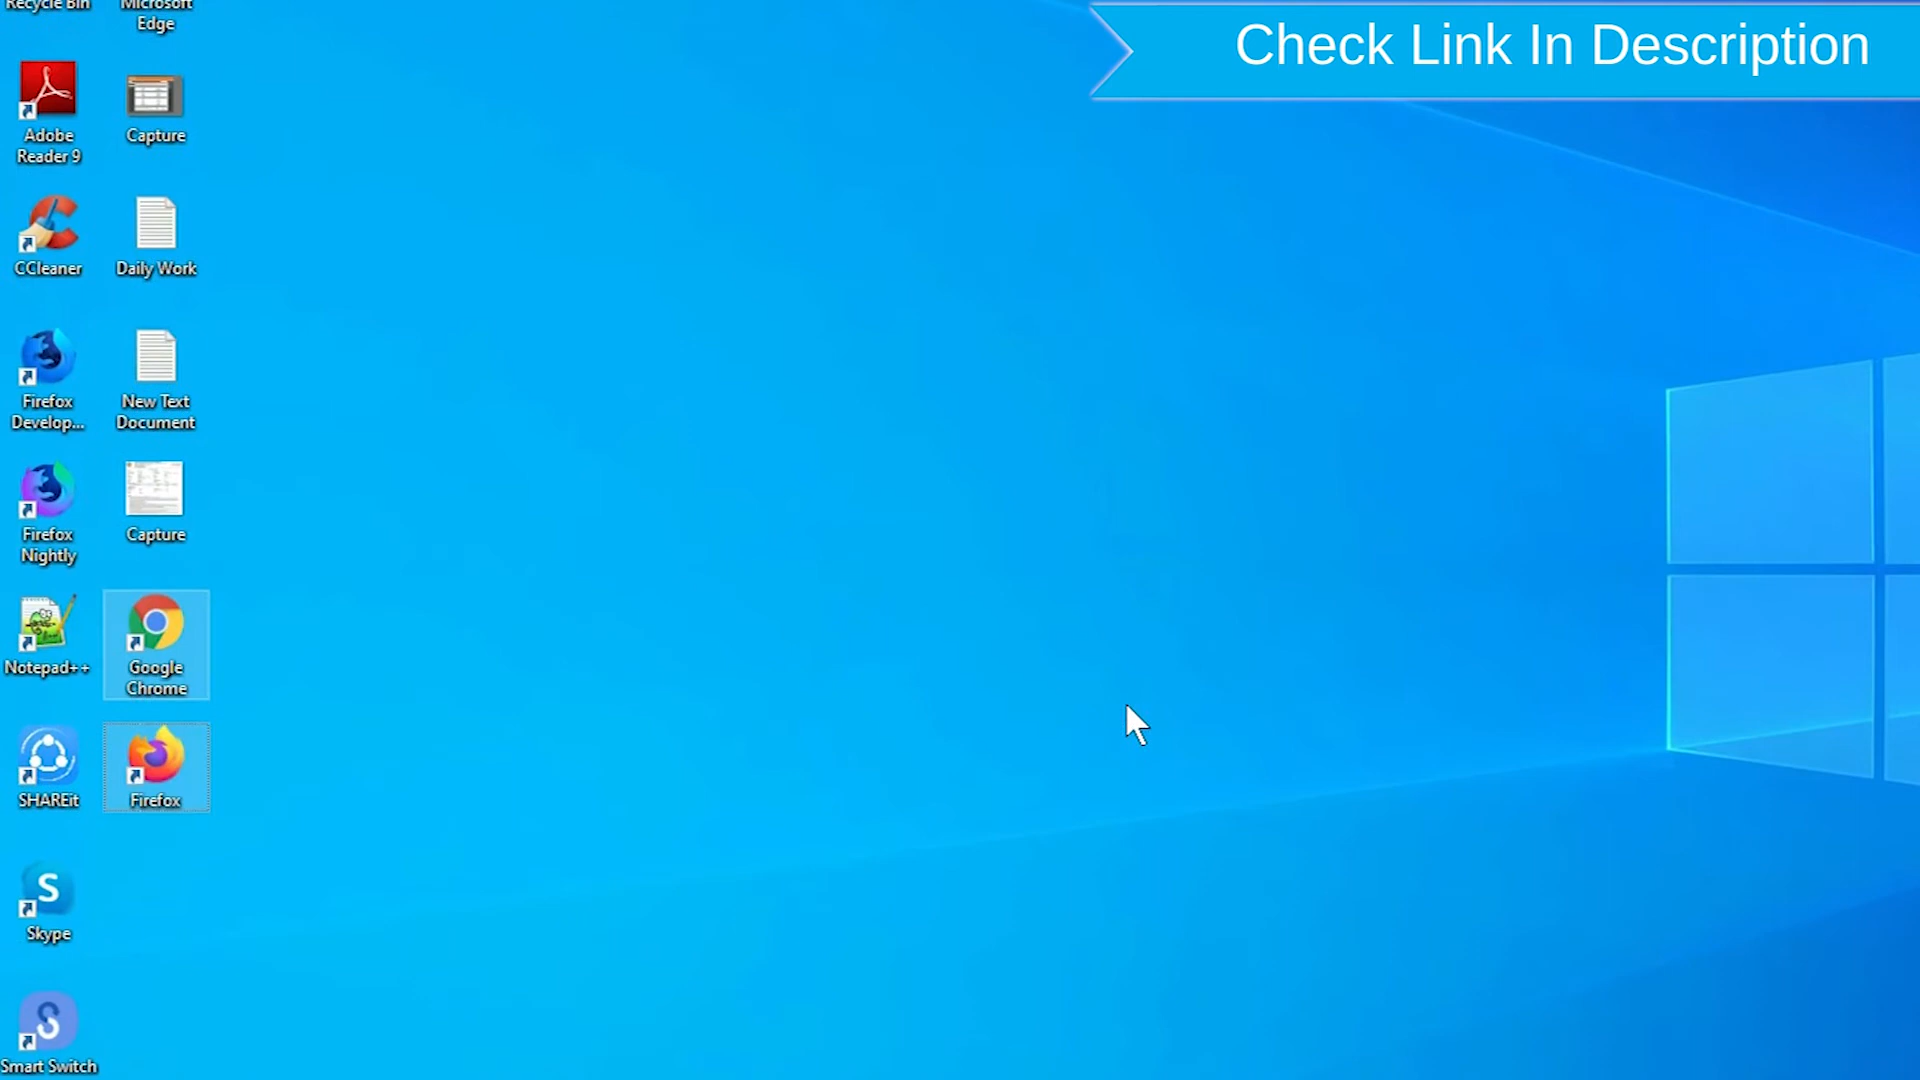 Recycle Bin
Microsoft
Edge
Check Link In Description
Adobe
Reader 9
Capture
CCleaner
Daily Work
Firefox
Develop...
New Text
Document
Firefox
Nightly
Capture
Notepad++
Google
Chrome
SHAREit
Firefox
Skype
Smart Switch